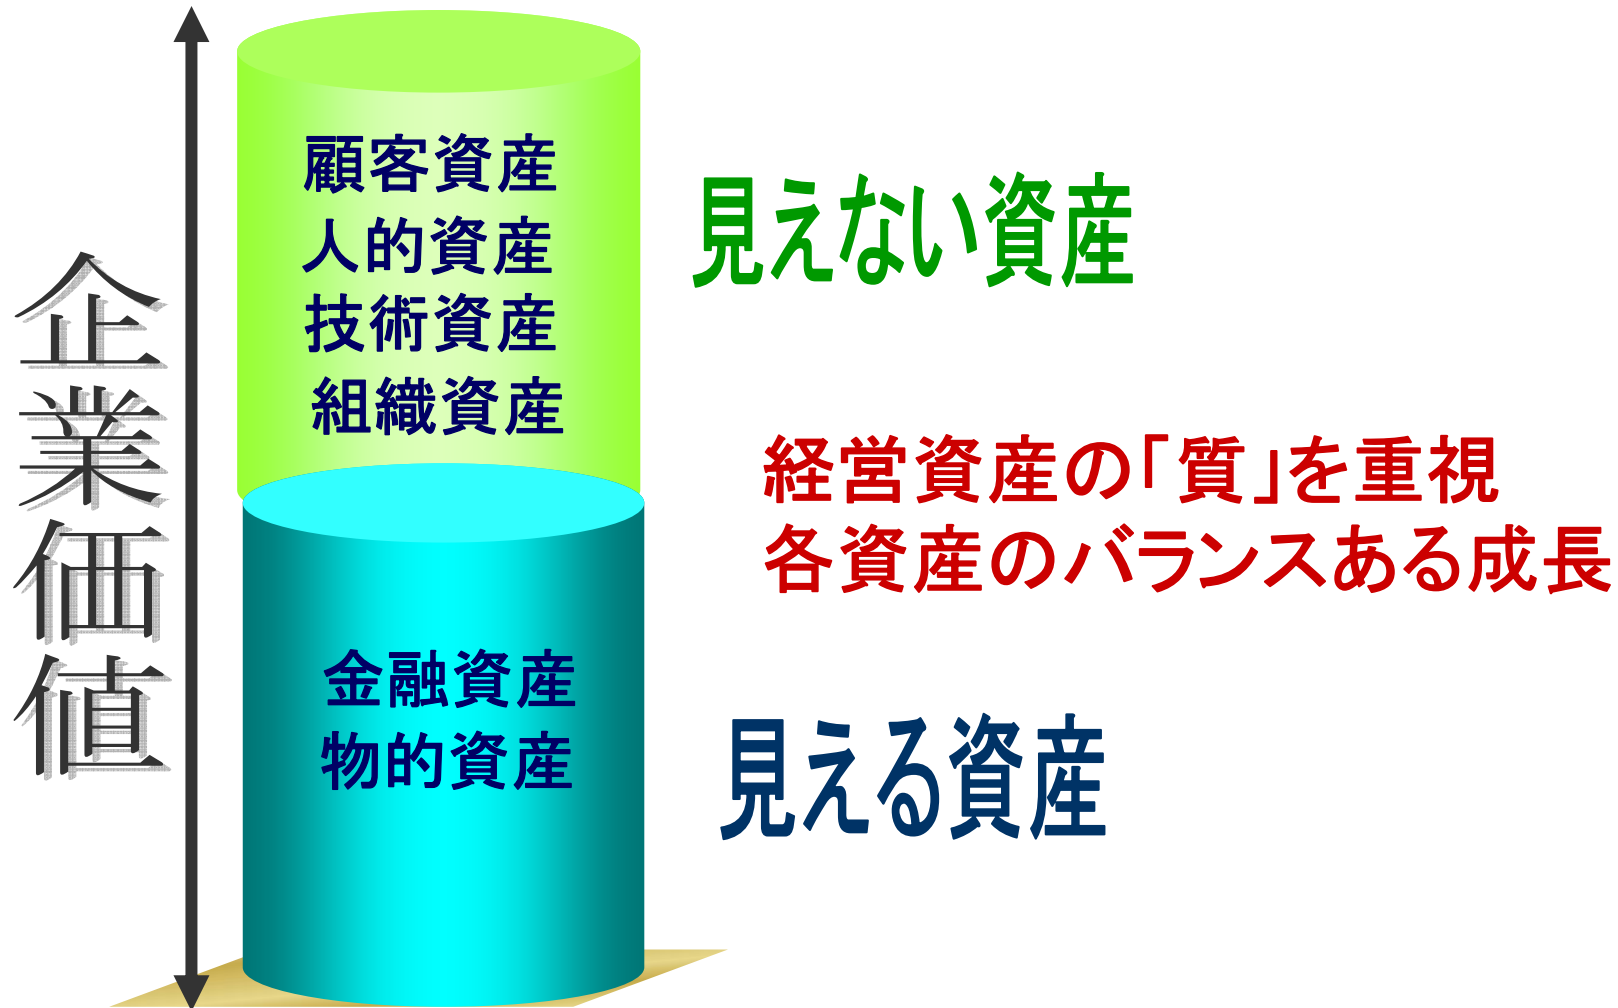 企業価値
顧客資産
人的資産
技術資産
組織資産
見えない資産
経営資産の「質」を重視
各資産のバランスある成長
金融資産
物的資産
見える資産